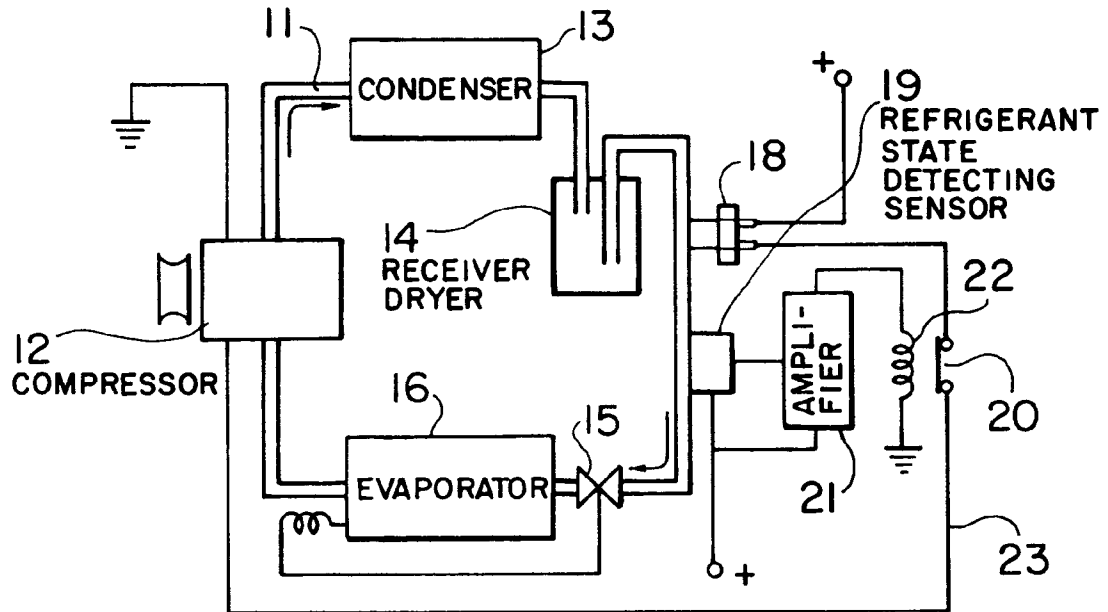 11
13
CONDENSER
+
19
REFRIGERANT
STATE
DETECTING
SENSOR
18
14
RECEIVER
DRYER
22
12
COMPRESSOR
AMPLI-
FIER
20
16
15
EVAPORATOR
21
23
+